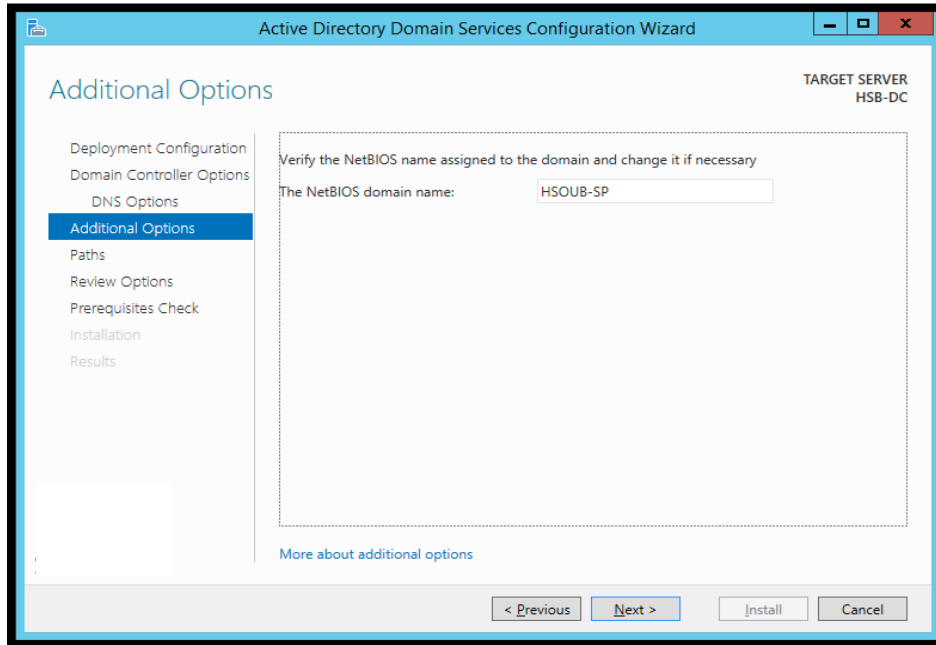 Active Directory Domain Services Configuration Wizard
Additional Options
TARGET SERVER
HSB-DC
Deployment Configuration
Domain Controller Options
DNS Options
Additional Options
Paths
Review Options
Prerequisites Check
Installation
Results
Verify the NetBIOS name assigned to the domain and change it if necessary
The NetBIOS domain name: HSOUB-SP
More about additional options
< Previous Next > Install Cancel